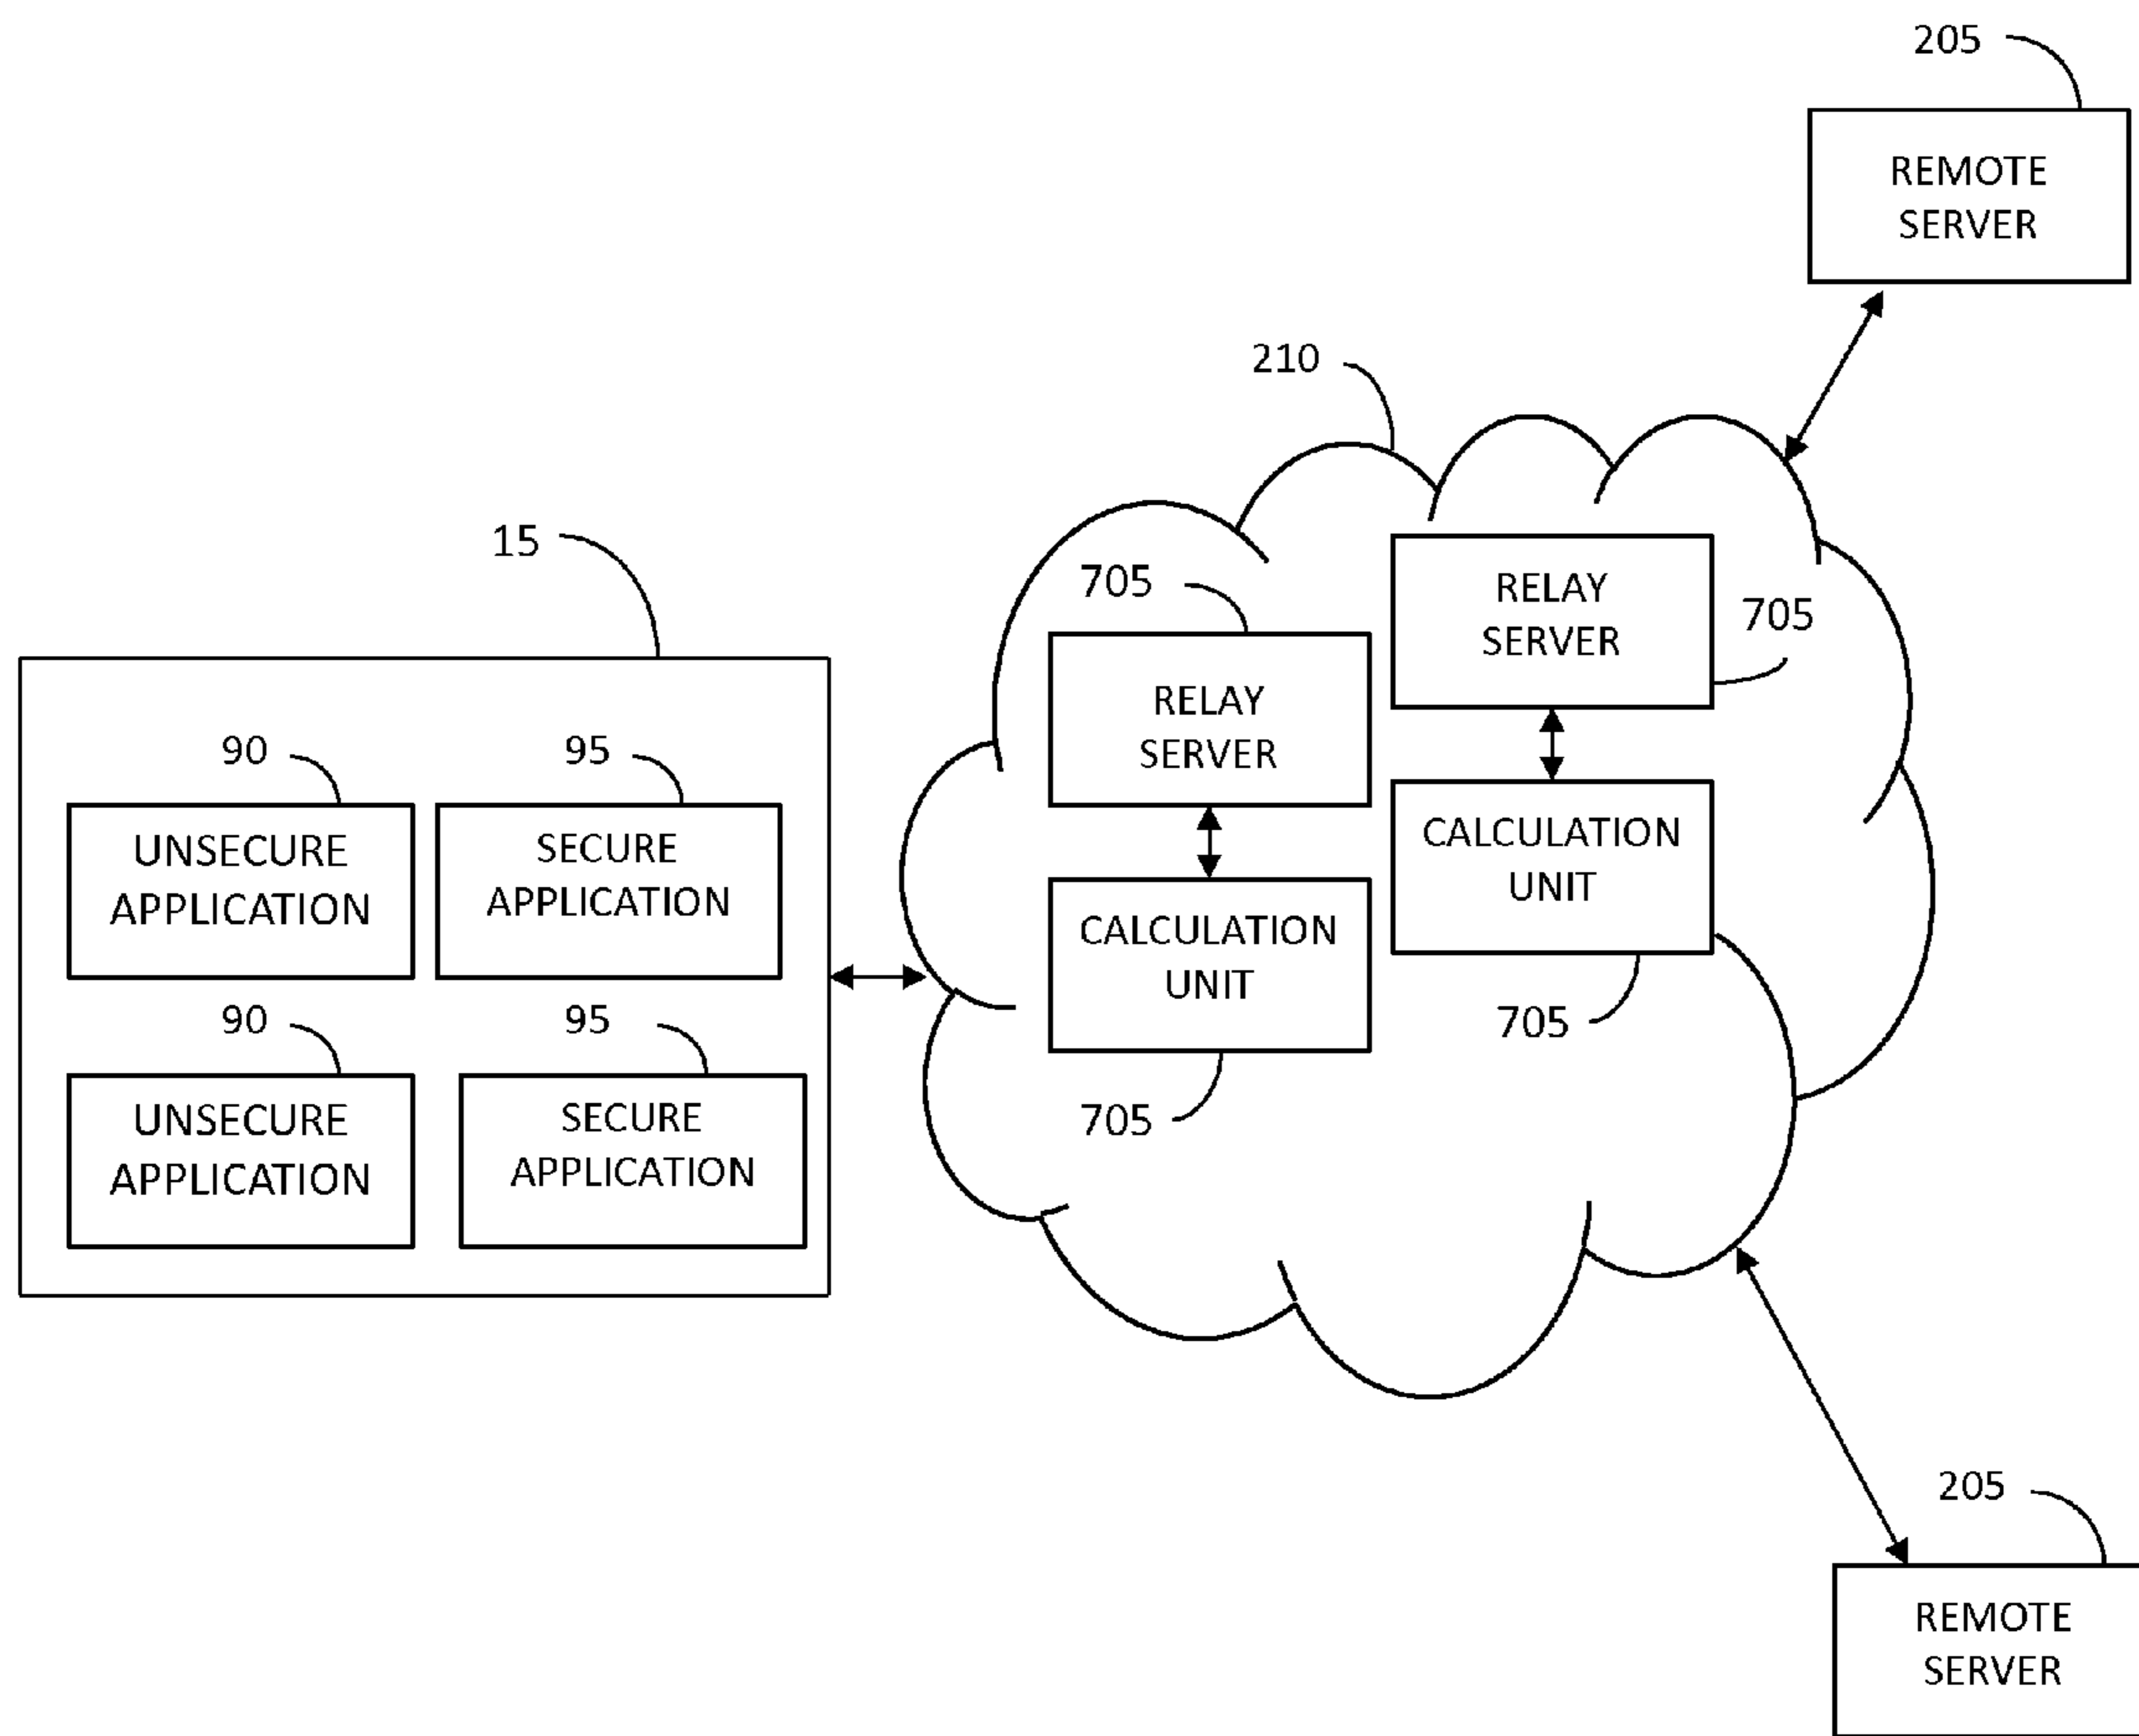 205
REMOTE
SERVER
210
15
705
RELAY
SERVER
705
RELAY
SERVER
90
95
UNSECURE
APPLICATION
SECURE
APPLICATION
CALCULATION
UNIT
CALCULATION
UNIT
705
705
90
95
UNSECURE
APPLICATION
SECURE
APPLICATION
205
REMOTE
SERVER